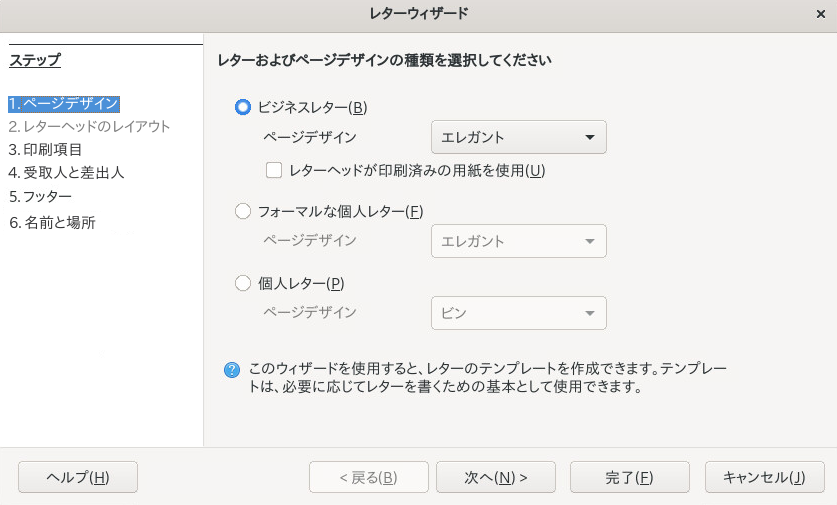 レターウィザード
×
ステップ
レターおよびページデザインの種類を選択してください
1. ページデザイン
2. レターヘッドのレイアウト
3. 印刷項目
4. 受取人と差出人
5. フッター
6. 名前と場所
ビジネスレター(B)
ページデザイン
エレガント
レターヘッドが印刷済みの用紙を使用(U)
フォーマルな個人レター(F)
ページデザイン
エレガント
個人レター(P)
ページデザイン
ビン
? このウィザードを使用すると、レターのテンプレートを作成できます。テンプレー
トは、必要に応じてレターを書くための基本として使用できます。
ヘルプ(H)
< 戻る(B)
次へ(N) >
完了(F)
キャンセル(J)